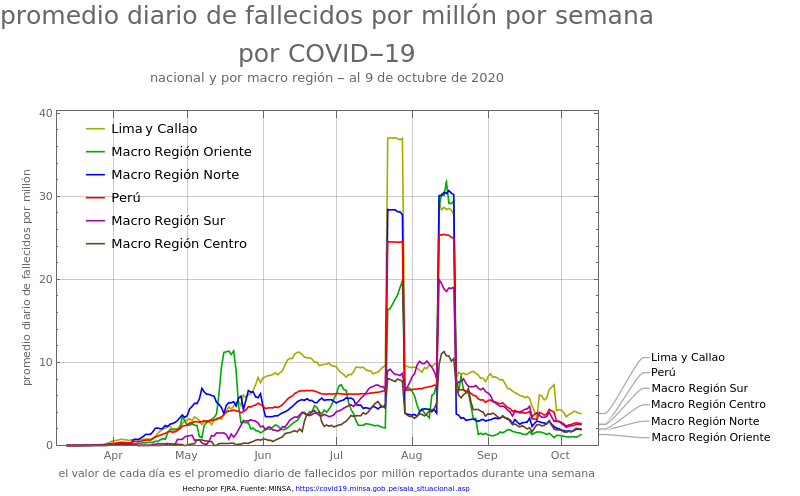 promedio diario de fallecidos por millón por semana
por COVID–19
nacional y por macro región – al 9 de octubre de 2020
promedio diario de fallecidos por millón
40
30
20
10
0
Lima y Callao
Macro Región Oriente
Macro Región Norte
Perú
Macro Región Sur
Macro Región Centro
Lima y Callao
Perú
Macro Región Sur
Macro Región Centro
Macro Región Norte
Macro Región Oriente
Apr May Jun Jul Aug Sep Oct
el valor de cada día es el promedio diario de fallecidos por millón reportados durante una semana
Hecho por FJRA. Fuente: MINSA, https://covid19.minsa.gob.pe/sala_situacional.asp